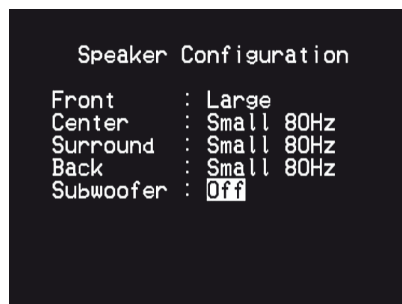 Speaker Configuration
Front : Large
Center : Small 80Hz
Surround : Small 80Hz
Back : Small 80Hz
Subwoofer : Off